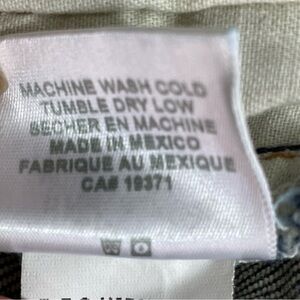 MACHINE WASH COLD
TUMBLE DRY LOW
SECHER EN MACHINE
MADE IN MEXICO
FABRIQUE AU MEXIQUE
CA# 19371